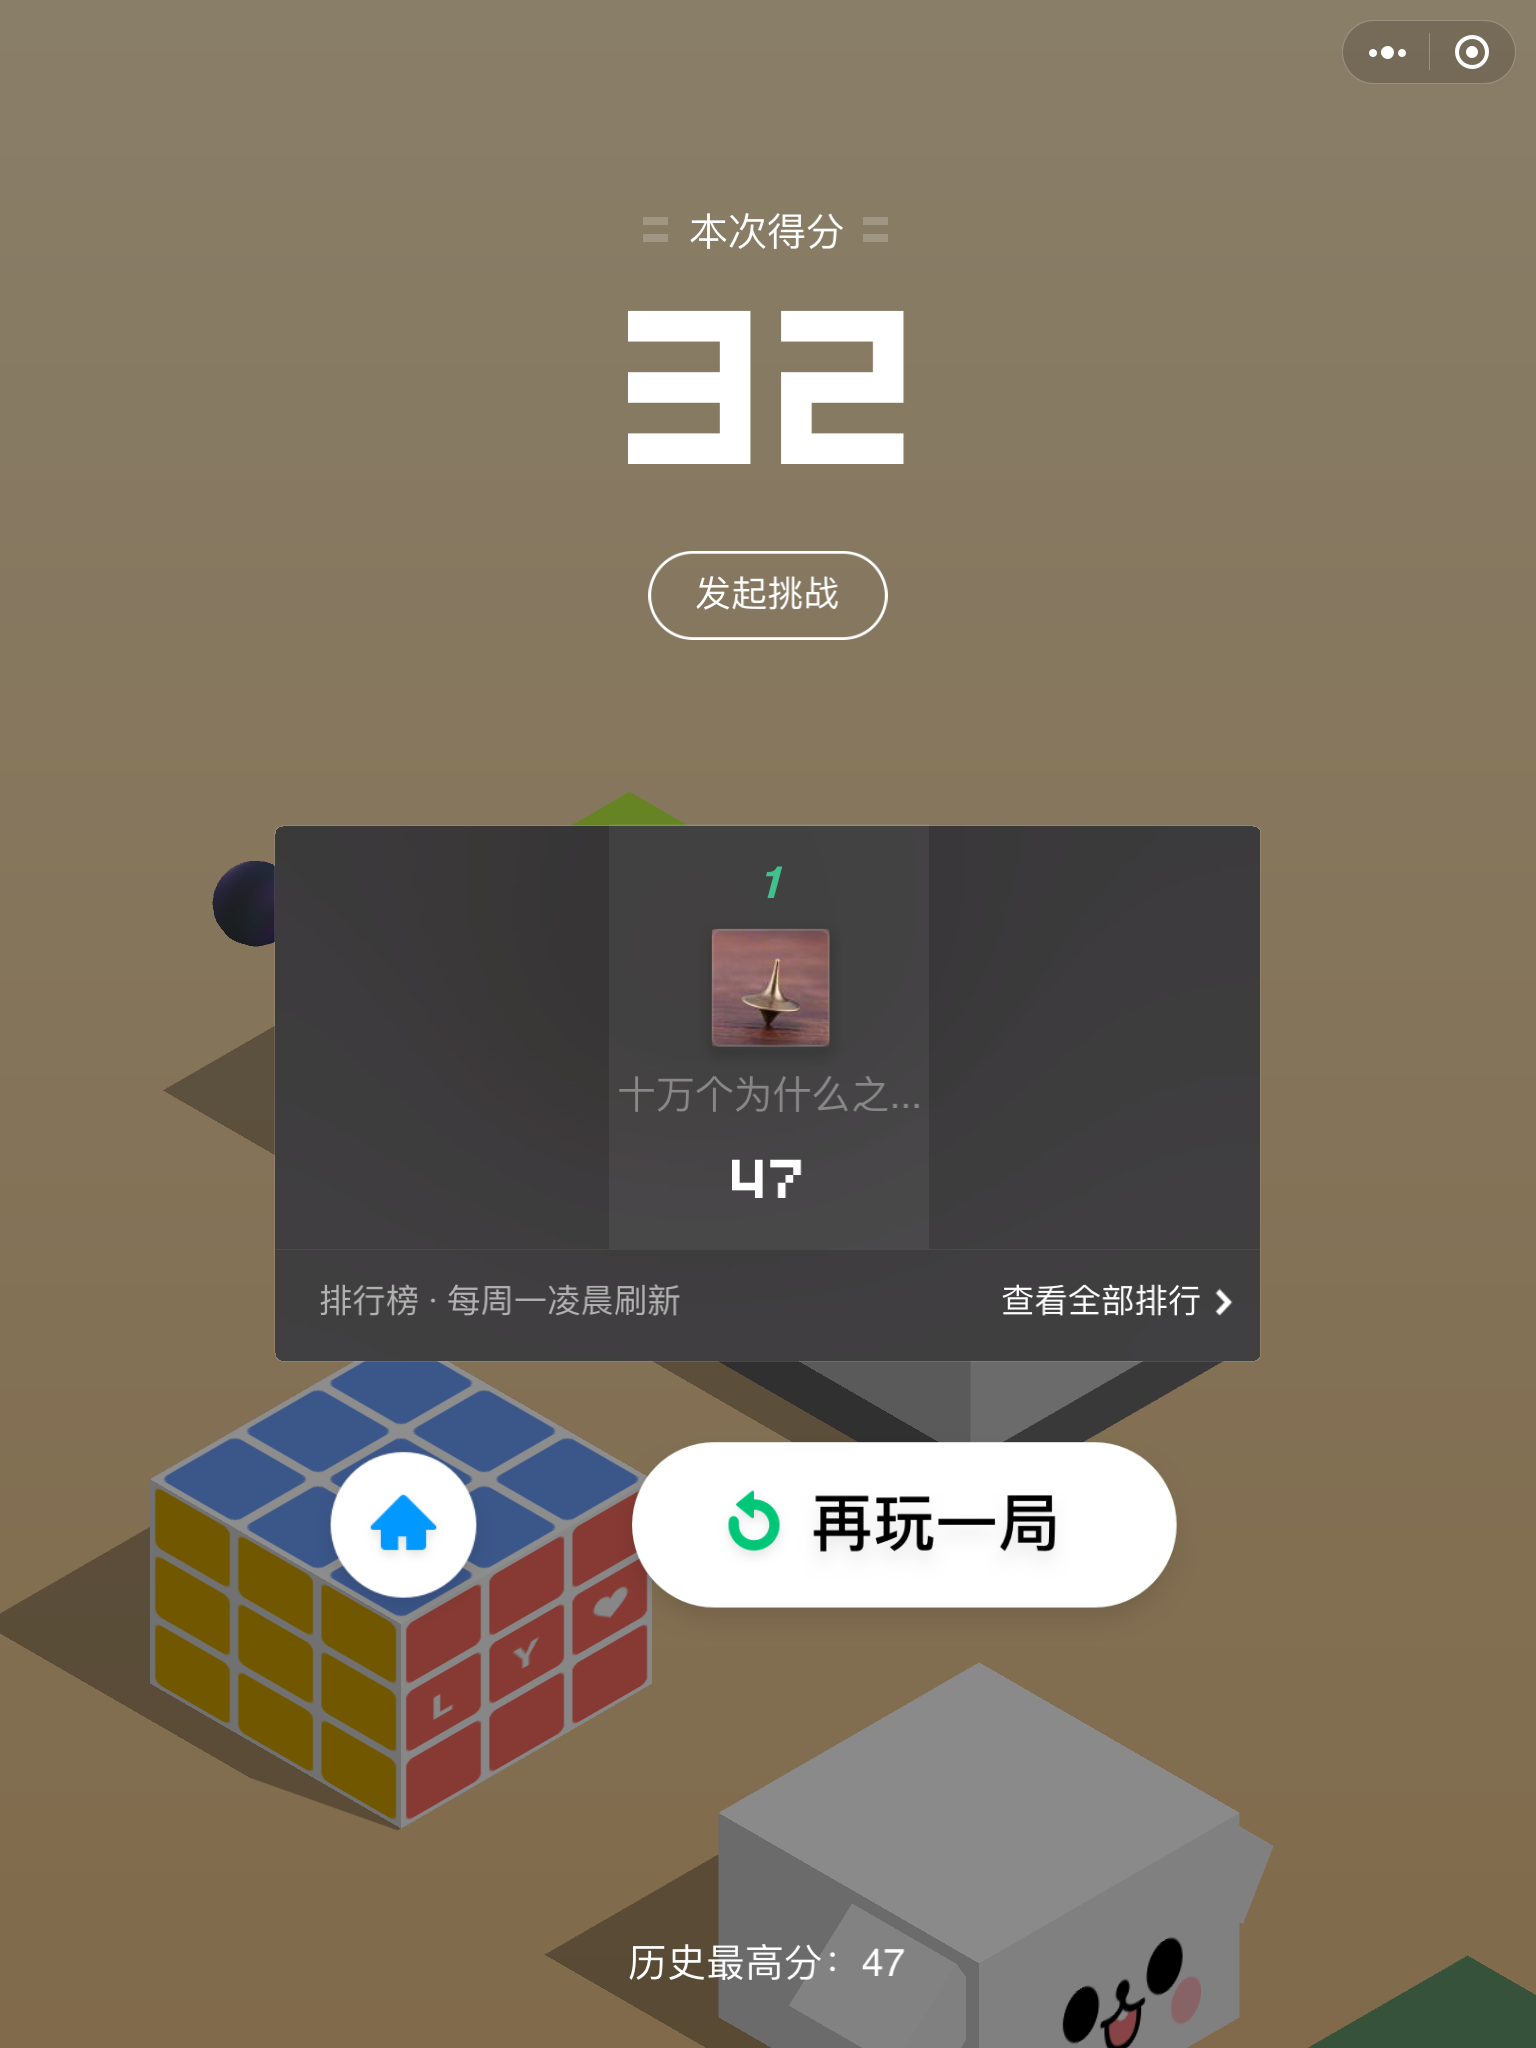 本次得分
32
发起挑战
1
十万个为什么之...
47
排行榜 · 每周一凌晨刷新
查看全部排行
再玩一局
L Y
历史最高分：47